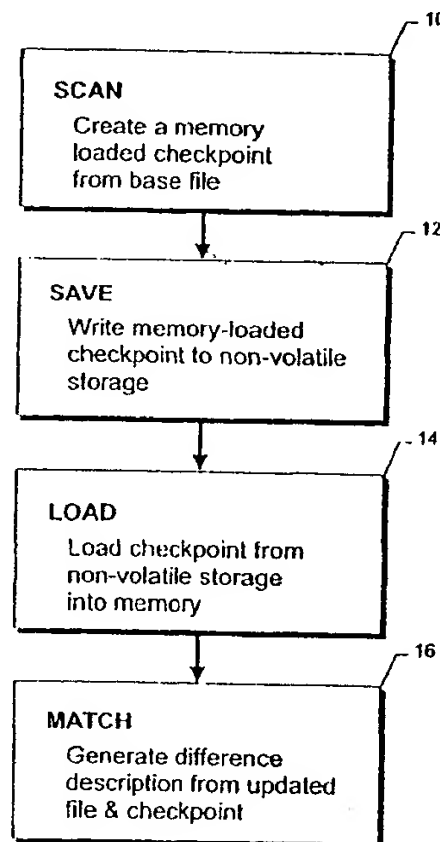 10
SCAN
Create a memory
loaded checkpoint
from base file
12
SAVE
Write memory-loaded
checkpoint to non-volatile
storage
14
LOAD
Load checkpoint from
non-volatile storage
into memory
16
MATCH
Generate difference
description from updated
file & checkpoint